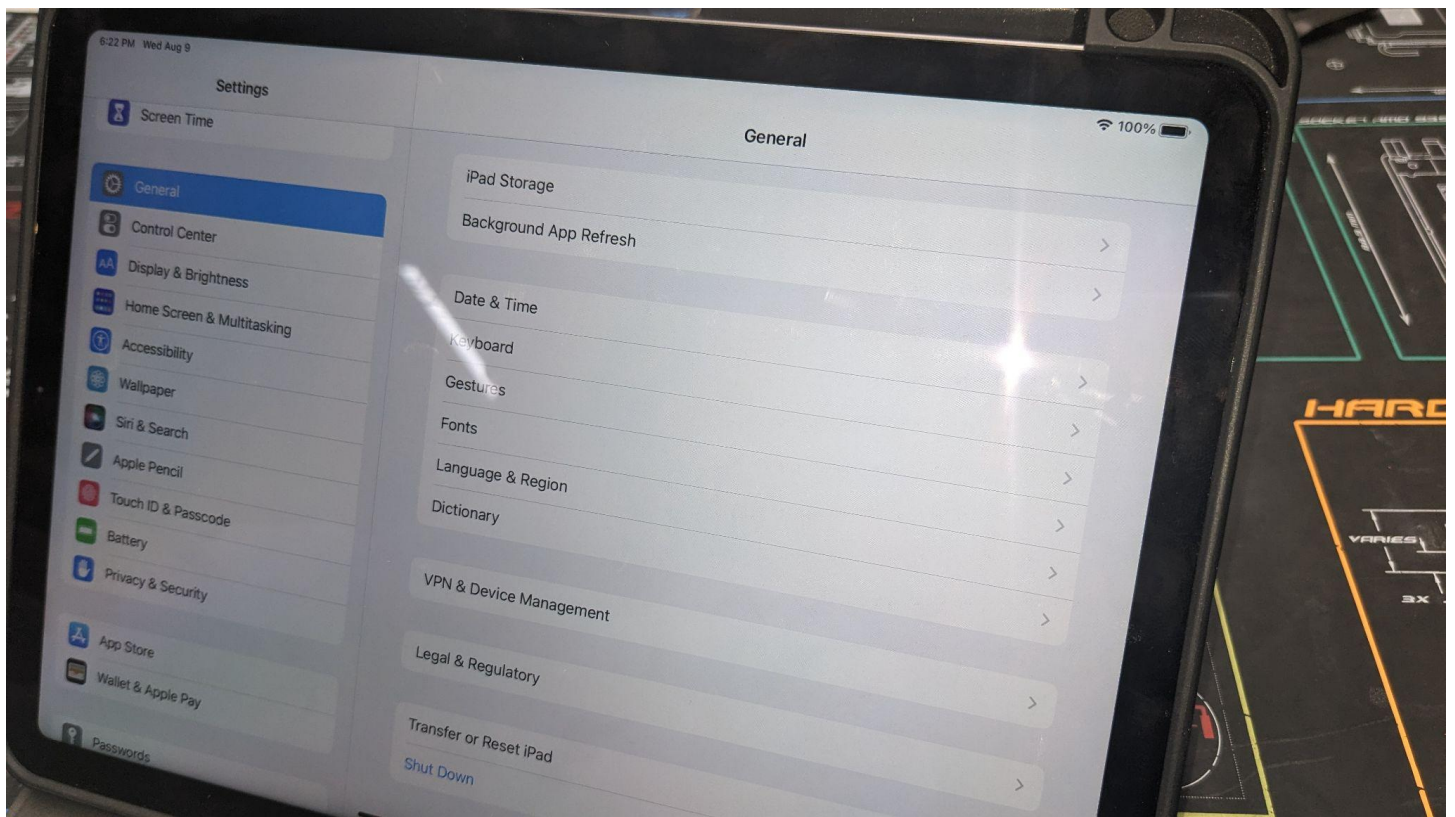 6:22 PM Wed Aug 9
100%
Settings
Screen Time
General
Control Center
Display & Brightness
Home Screen & Multitasking
Accessibility
Wallpaper
Siri & Search
Apple Pencil
Touch ID & Passcode
Battery
Privacy & Security
App Store
Wallet & Apple Pay
Passwords
General
iPad Storage
Background App Refresh
Date & Time
Keyboard
Gestures
Fonts
Language & Region
Dictionary
VPN & Device Management
Legal & Regulatory
Transfer or Reset iPad
Shut Down
HARD
VARIES
3X